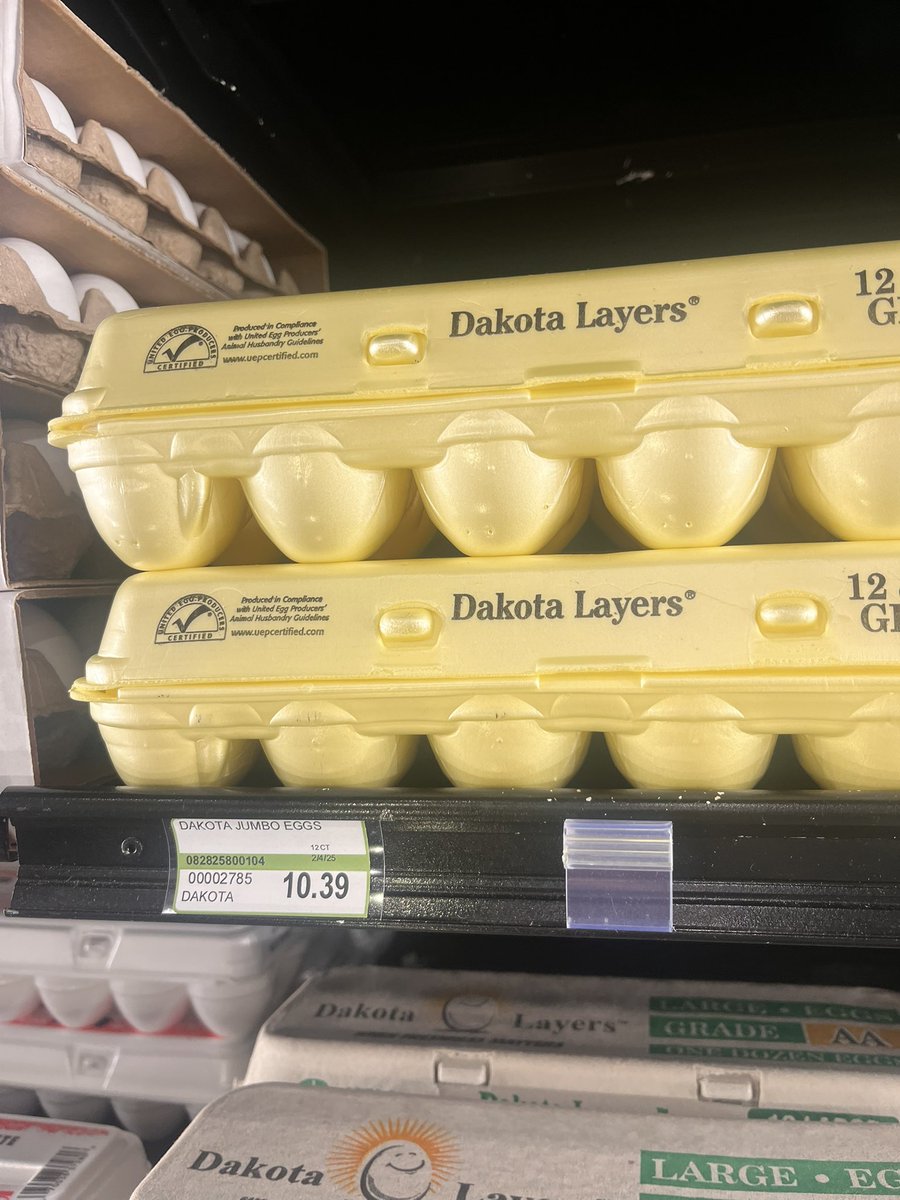 UNITED EGG PRODUCERS
CERTIFIED
Produced in Compliance
with United Egg Producers'
Animal Husbandry Guidelines
www.uepcertified.com
Dakota Layers®
12
UNITED EGG PRODUCERS
CERTIFIED
Produced in Compliance
with United Egg Producers'
Animal Husbandry Guidelines
www.uepcertified.com
Dakota Layers®
12
DAKOTA JUMBO EGGS
12CT
082825800104 2/4/25
00002785
DAKOTA
10.39
Dakota Layers™
LARGE • EGGS
GRADE AA
ONE DOZEN EGGS
Dakota
LARGE • EG